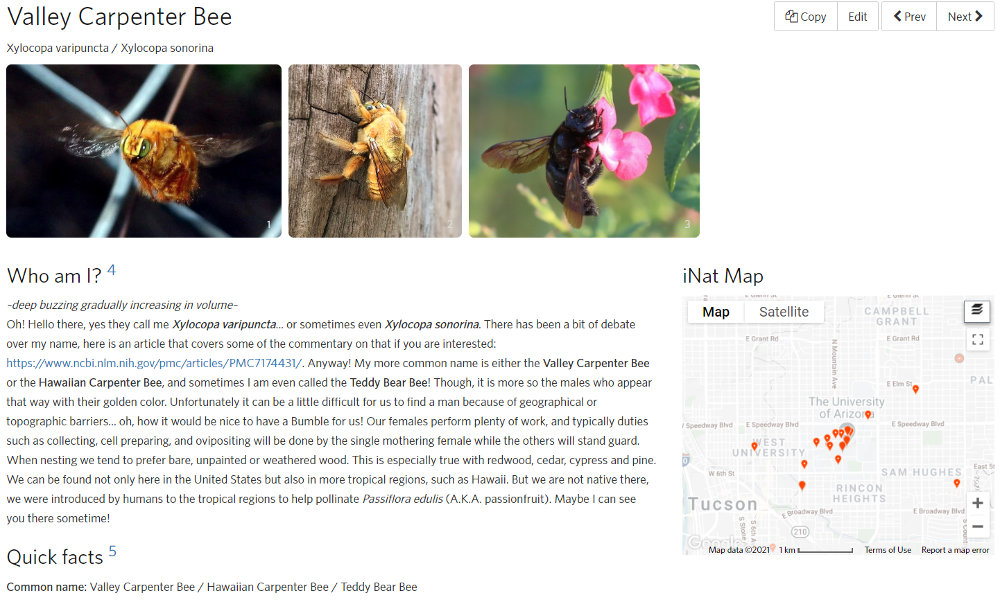 Valley Carpenter Bee
Copy Edit Prev Next
Xylocopa varipuncta / Xylocopa sonorina
1
2
3
Who am I? 4
~deep buzzing gradually increasing in volume~
Oh! Hello there, yes they call me Xylocopa varipuncta... or sometimes even Xylocopa sonorina. There has been a bit of debate
over my name, here is an article that covers some of the commentary on that if you are interested:
https://www.ncbi.nlm.nih.gov/pmc/articles/PMC7174431/. Anyway! My more common name is either the Valley Carpenter Bee
or the Hawaiian Carpenter Bee, and sometimes I am even called the Teddy Bear Bee! Though, it is more so the males who appear
that way with their golden color. Unfortunately it can be a little difficult for us to find a man because of geographical or
topographic barriers... oh, how it would be nice to have a Bumble for us! Our females perform plenty of work, and typically duties
such as collecting, cell preparing, and ovipositing will be done by the single mothering female while the others will stand guard.
When nesting we tend to prefer bare, unpainted or weathered wood. This is especially true with redwood, cedar, cypress and pine.
We can be found not only here in the United States but also in more tropical regions, such as Hawaii. But we are not native there,
we were introduced by humans to the tropical regions to help pollinate Passiflora edulis (A.K.A. passionfruit). Maybe I can see
you there sometime!
Quick facts 5
Common name: Valley Carpenter Bee / Hawaiian Carpenter Bee / Teddy Bear Bee
iNat Map
Map Satellite
E Glenn St
CAMPBELL
GRANT
E Grant Rd
E Grant Rd
N Mountain Ave
E Elm St
PAL
The University
of Arizona
Speedway Blvd
E Speedway Blvd
E Speedway Blvd
WEST
UNIVERSITY
W 6th St
SAM HUGHES
East 5t
RINCON
HEIGHTS
Tucson
E Broadway Blvd
E Broadway Blvd
S Stone
S 6th A
210
Google
Map data ©2021 1 km Terms of Use Report a map error